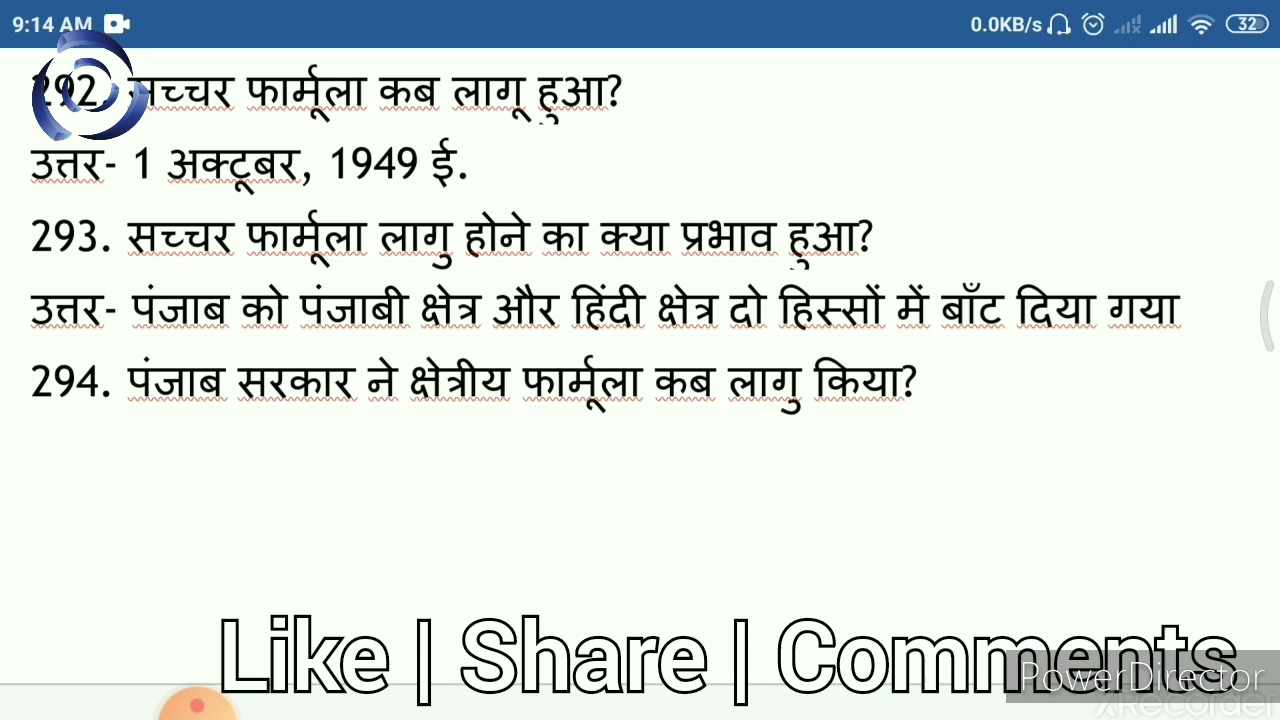 9:14 AM 0.0KB/s 32
292. सच्चर फार्मूला कब लागू हुआ?
उत्तर- 1 अक्टूबर, 1949 ई.
293. सच्चर फार्मूला लागु होने का क्या प्रभाव हुआ?
उत्तर- पंजाब को पंजाबी क्षेत्र और हिंदी क्षेत्र दो हिस्सों में बाँट दिया गया
294. पंजाब सरकार ने क्षेत्रीय फार्मूला कब लागु किया?
Like | Share | Comments
PowerDirector
XRecorder